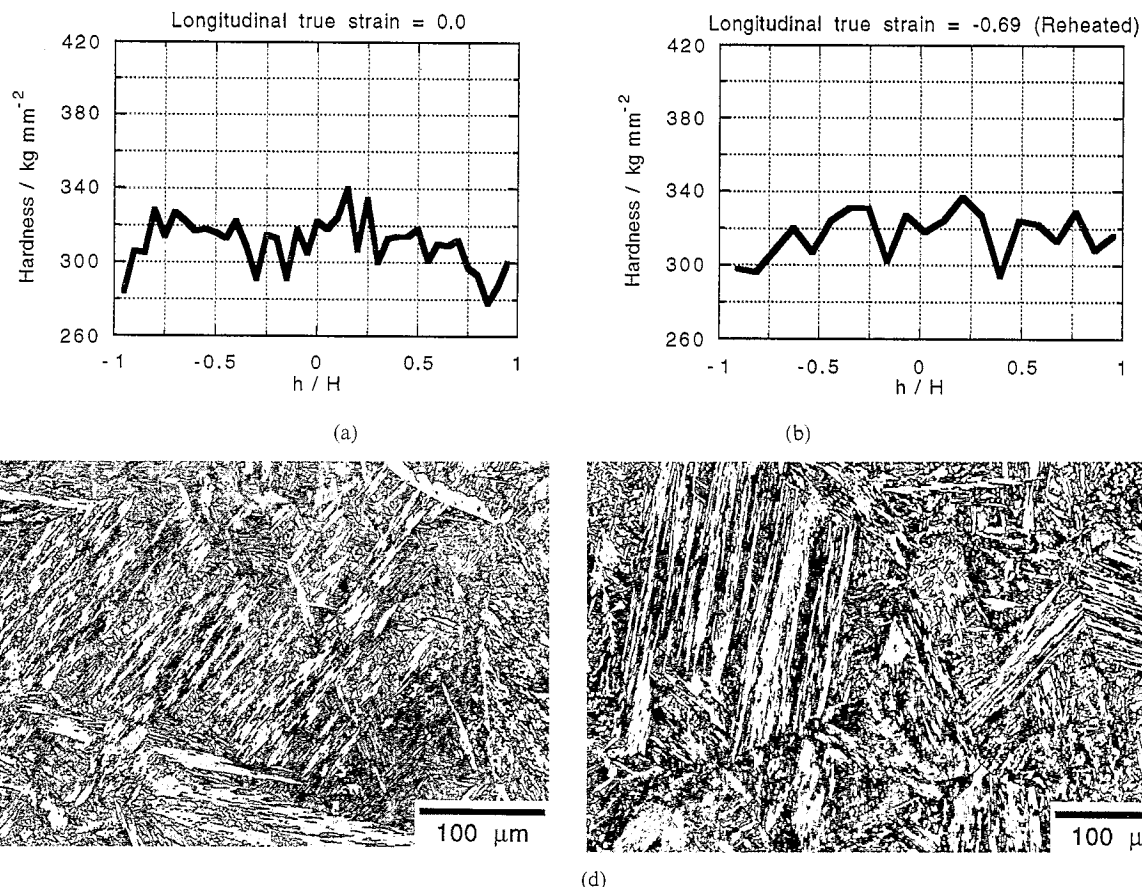 Longitudinal true strain = 0.0
420
380
340
300
260
Hardness / kg mm⁻²
-1
-0.5
0
0.5
1
h / H
(a)
Longitudinal true strain = -0.69 (Reheated)
420
380
340
300
260
Hardness / kg mm⁻²
-1
-0.5
0
0.5
1
h / H
(b)
100 μm
100 μ
(d)